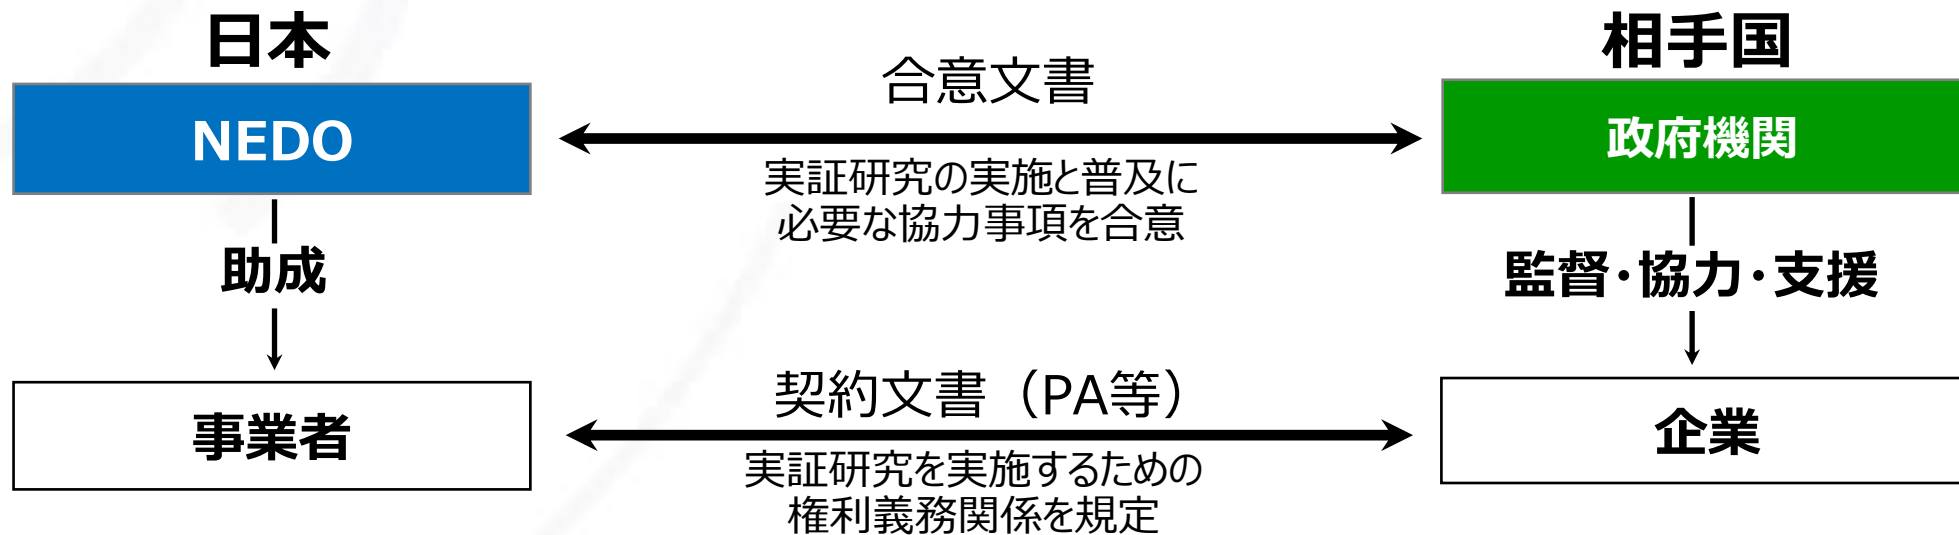 日本
相手国
NEDO
合意文書
政府機関
実証研究の実施と普及に
必要な協力事項を合意
助成
監督・協力・支援
事業者
契約文書（PA等）
企業
実証研究を実施するための
権利義務関係を規定